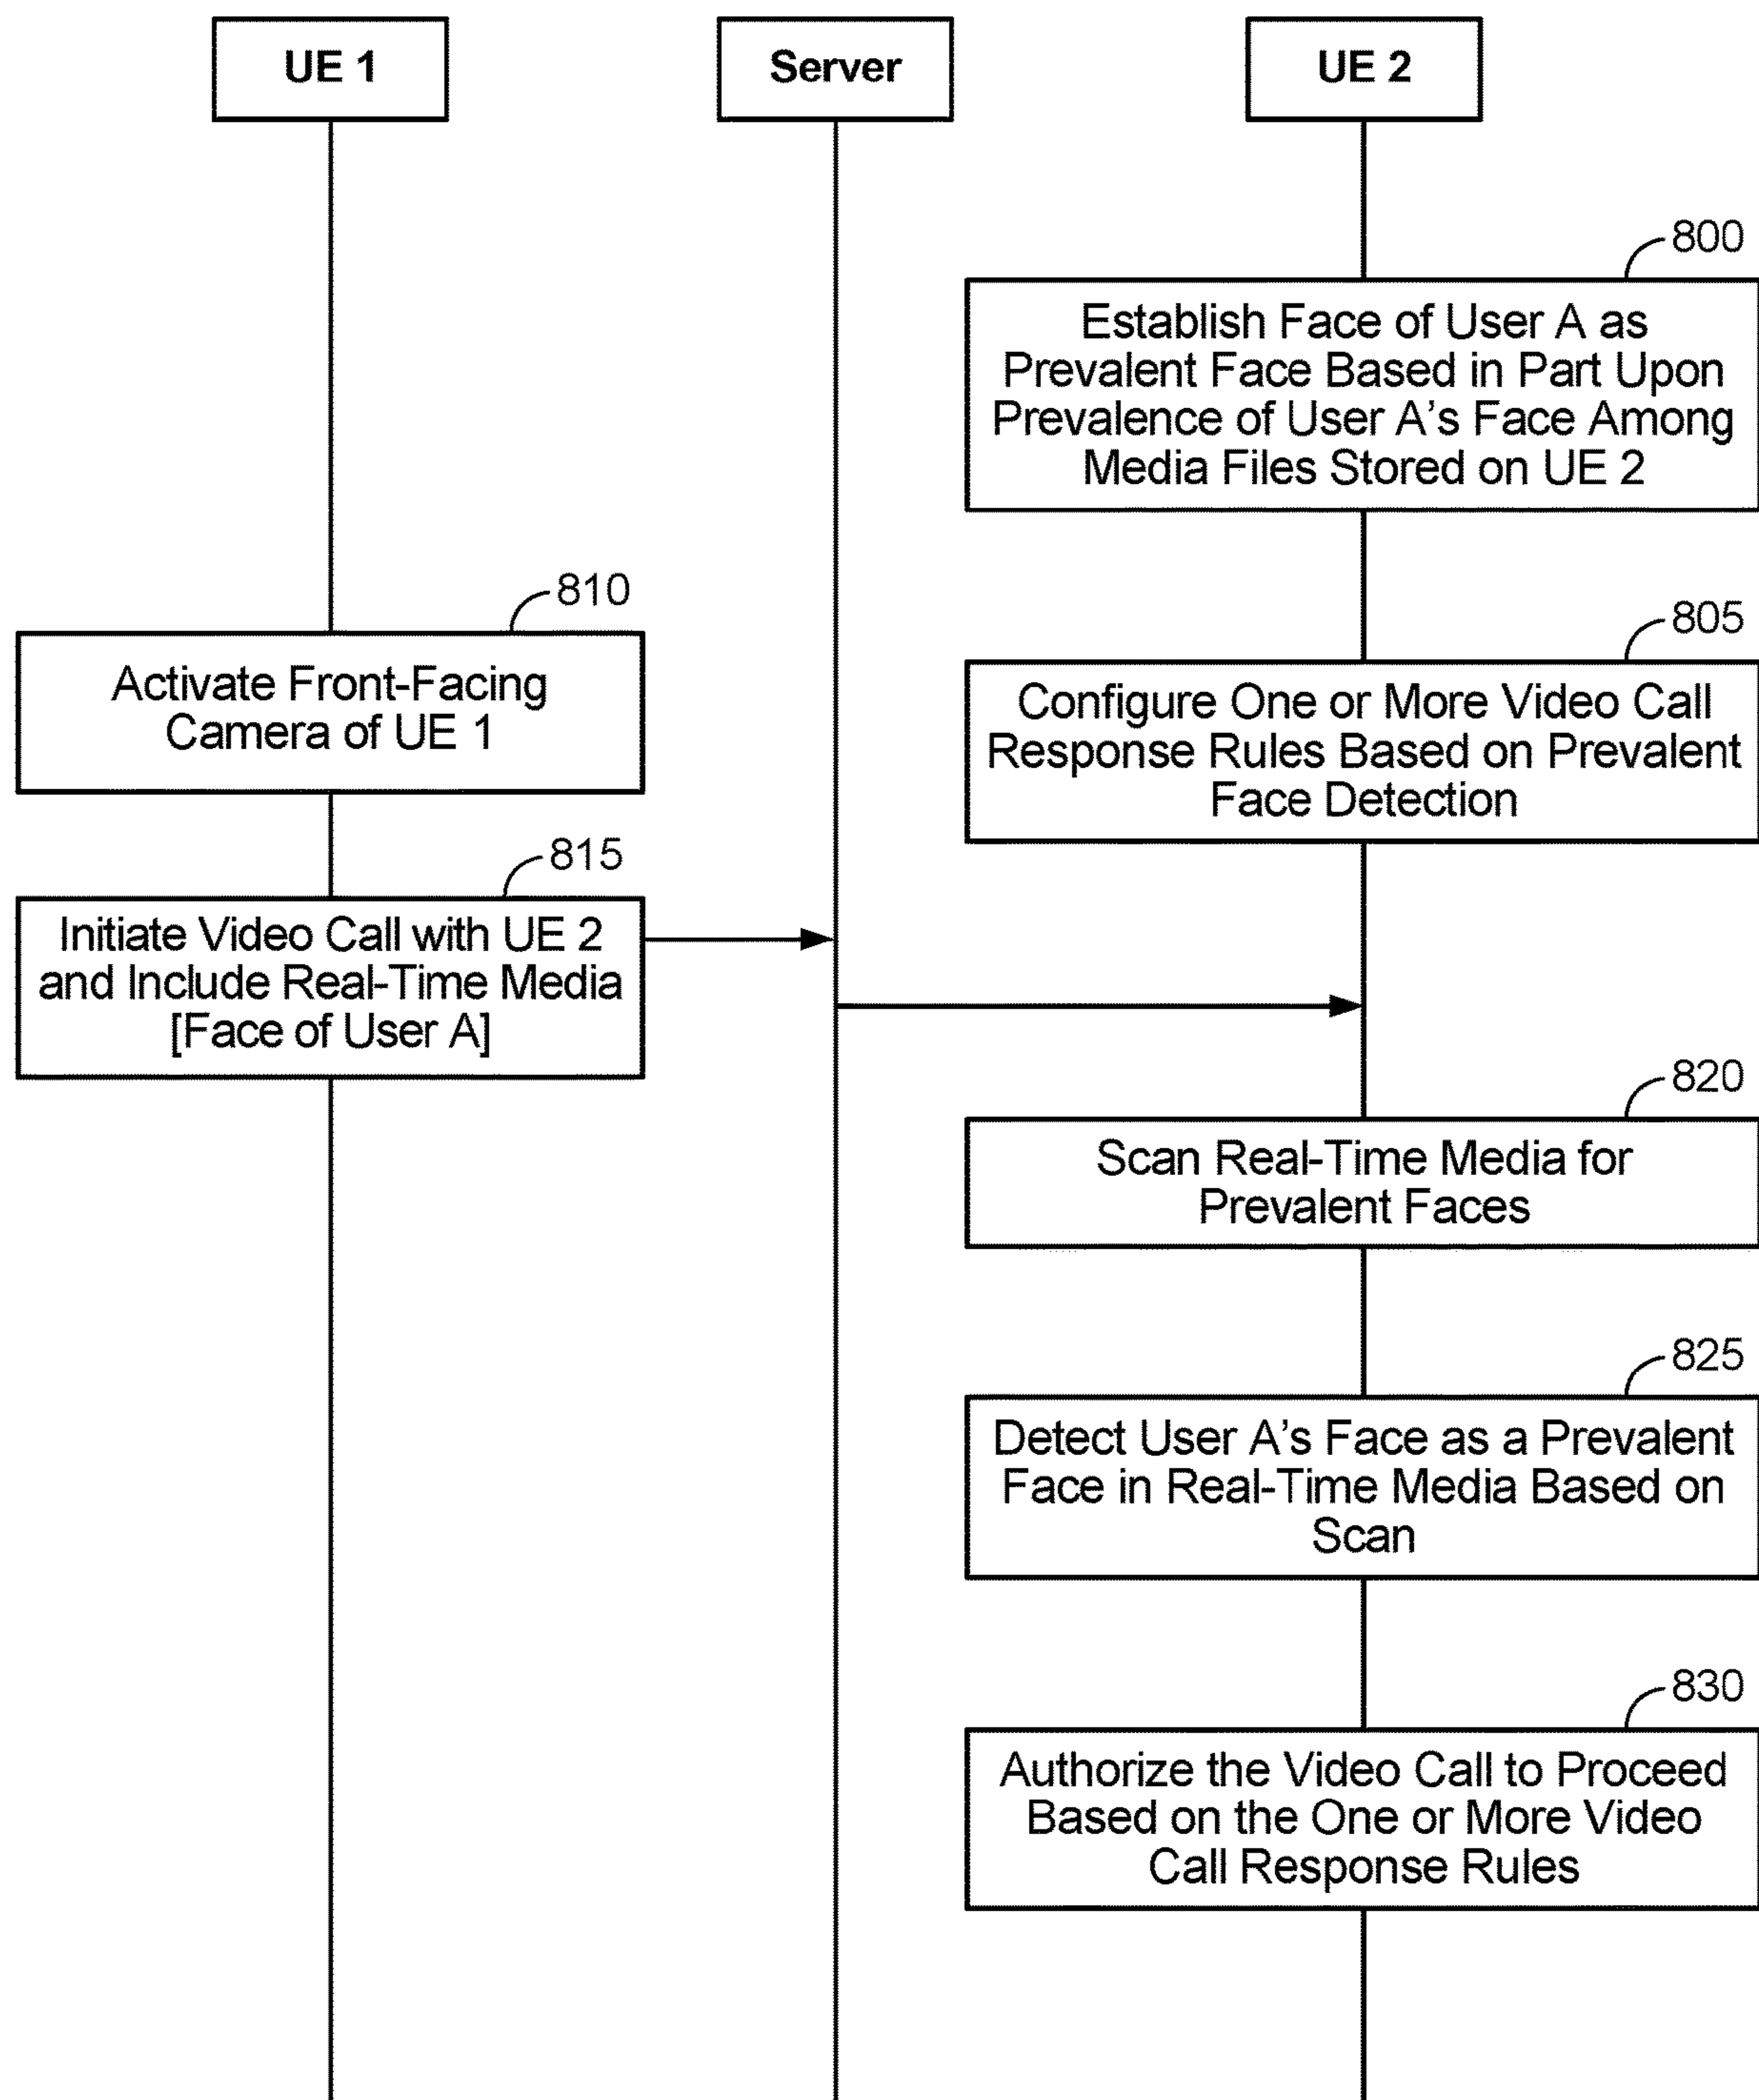 UE 1
Server
UE 2
800
Establish Face of User A as
Prevalent Face Based in Part Upon
Prevalence of User A's Face Among
Media Files Stored on UE 2
810
Activate Front-Facing
Camera of UE 1
805
Configure One or More Video Call
Response Rules Based on Prevalent
Face Detection
815
Initiate Video Call with UE 2
and Include Real-Time Media
[Face of User A]
820
Scan Real-Time Media for
Prevalent Faces
825
Detect User A's Face as a Prevalent
Face in Real-Time Media Based on
Scan
830
Authorize the Video Call to Proceed
Based on the One or More Video
Call Response Rules